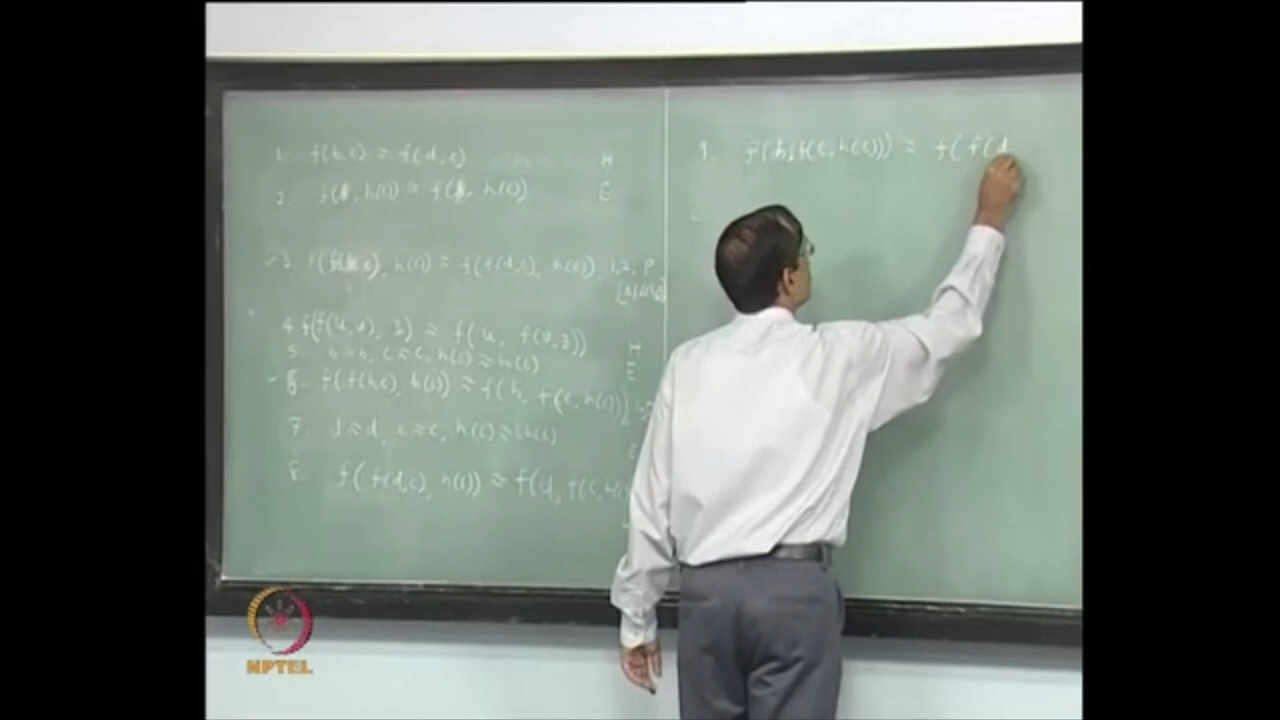 1. f(b,c) ≈ f(d,c) H
2. f( , h(c)) ≈ f( , h(c)) E
✓3. f(f(b,c), h(c)) ≈ f(f(d,c), h(c)) 1, 2, P
4. f(f(u,v), z) ≈ f(u, f(v,z)) H
5. b≈b, c≈c, h(c)≈h(c) E
✓6. f(f(b,c), h(c)) ≈ f(b, f(c, h(c)))
7. d≈d, c≈c, h(c)≈h(c) E
8. f(f(d,c), h(c)) ≈ f(d, f(c, h(c
9. f(b, f(c, h(c))) ≈ f(f(d
NPTEL